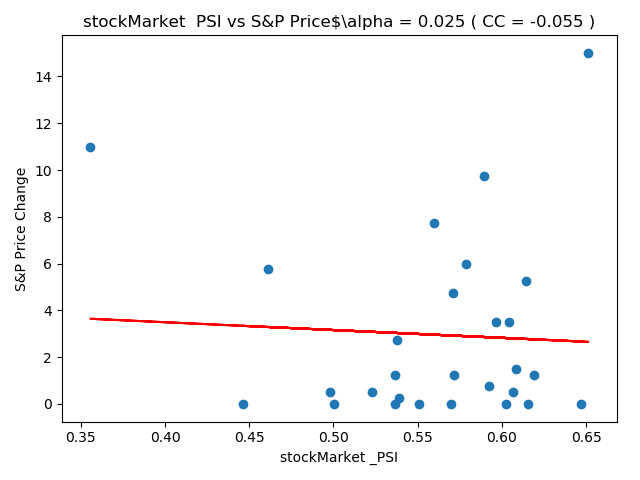 stockMarket  PSI vs S&P Price$\alpha = 0.025 ( CC = -0.055 )
14
12
10
8
6
4
2
0
S&P Price Change
0.35 0.40 0.45 0.50 0.55 0.60 0.65
stockMarket _PSI